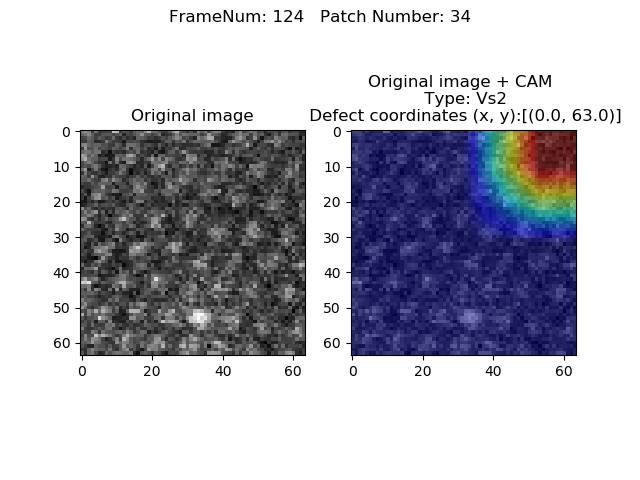 FrameNum: 124   Patch Number: 34
Original image
0
10
20
30
40
50
60
0 20 40 60
Original image + CAM
Type: Vs2
Defect coordinates (x, y):[(0.0, 63.0)]
0
10
20
30
40
50
60
0 20 40 60